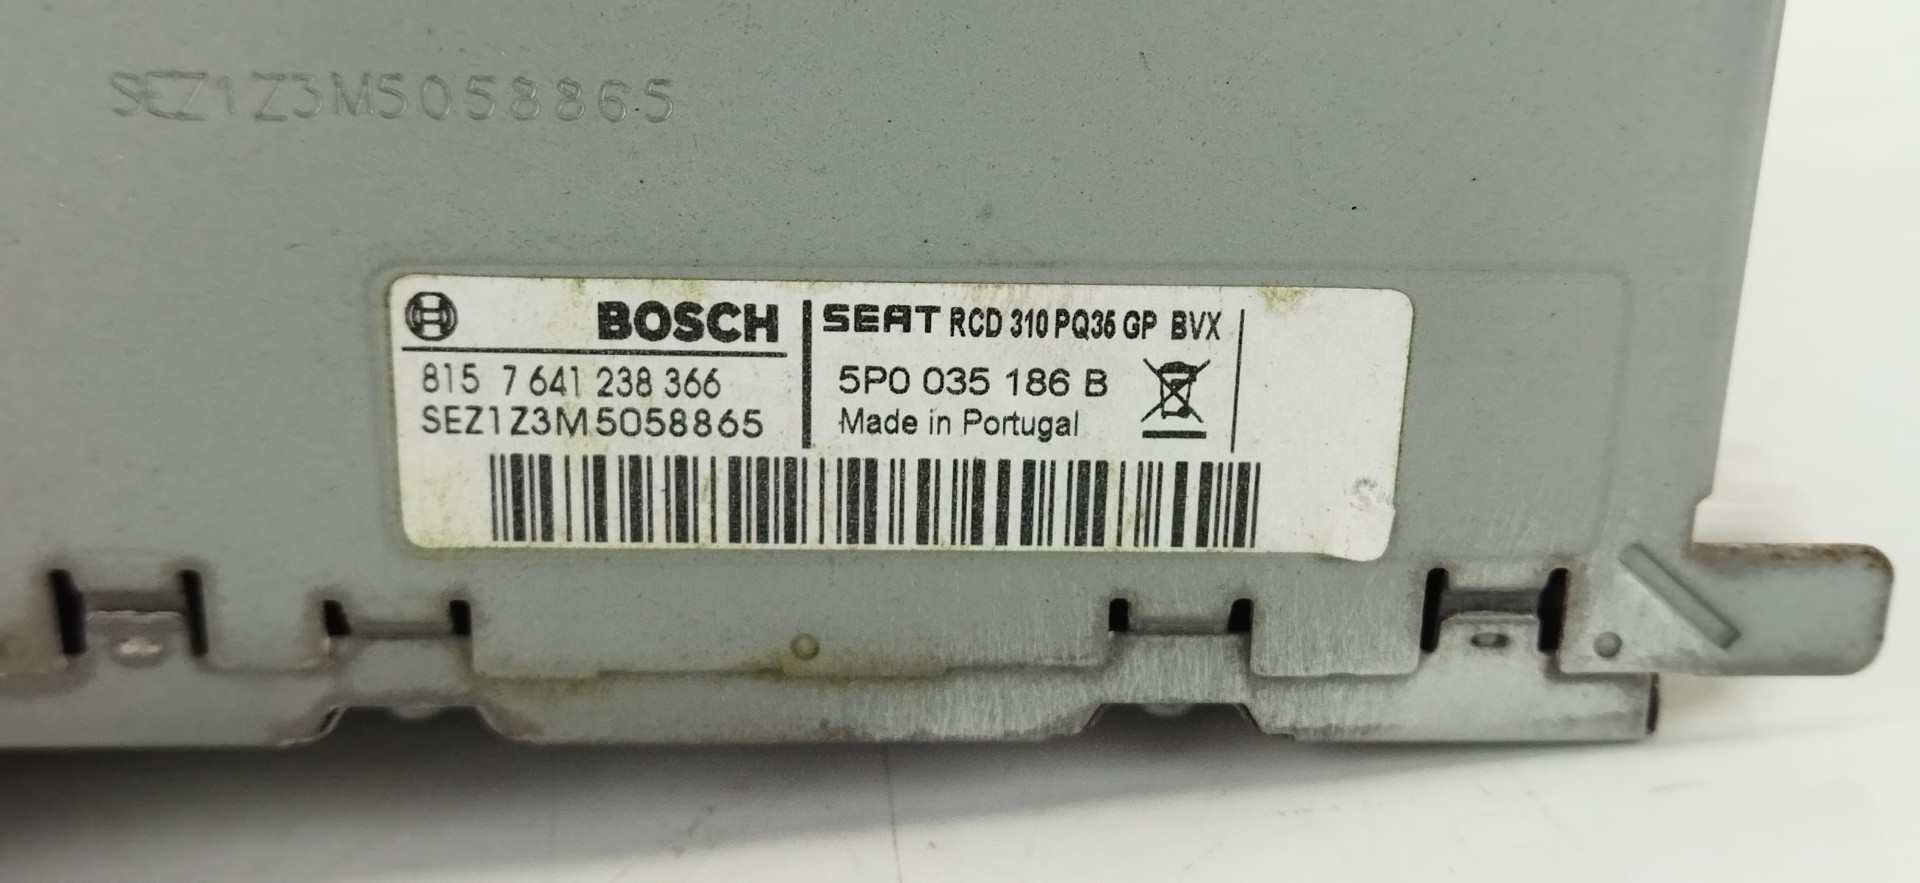 SEZ1Z3M5058865
BOSCH
815 7 641 238 366
SEZ1Z3M5058865
SEAT RCD 310 PQ35 GP BVX
5P0 035 186 B
Made in Portugal